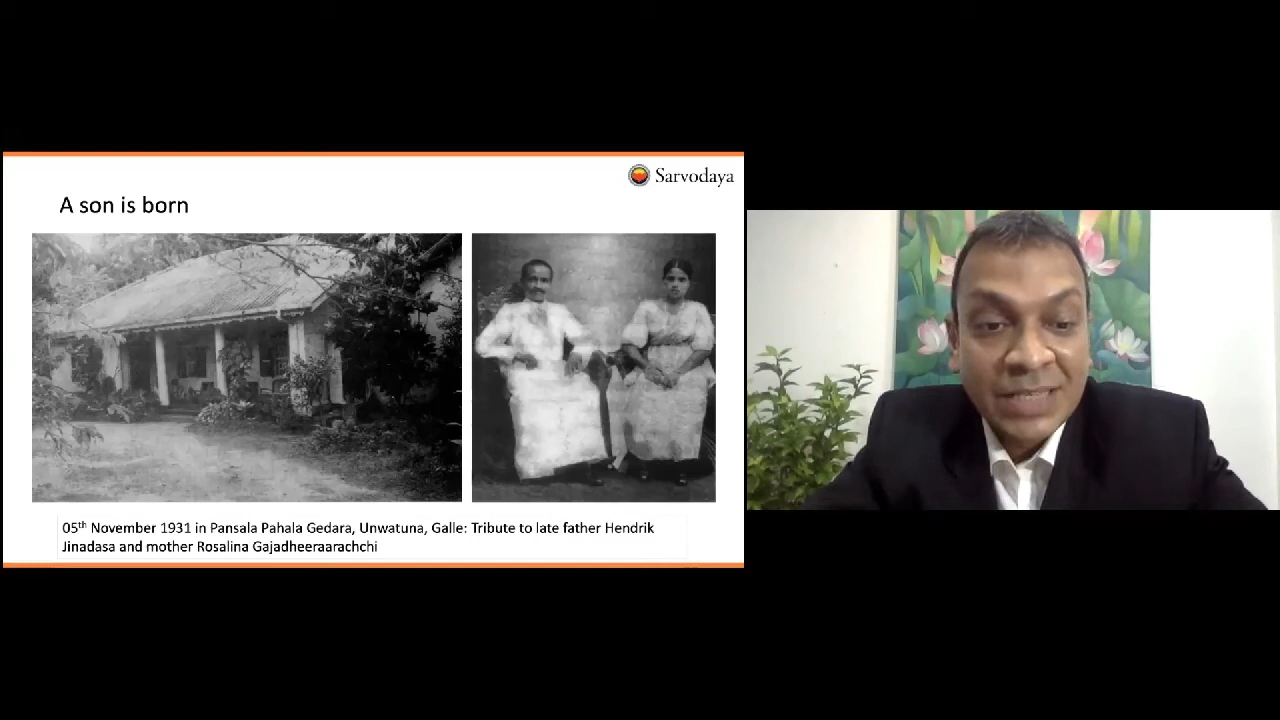 Sarvodaya
A son is born
05th November 1931 in Pansala Pahala Gedara, Unwatuna, Galle: Tribute to late father Hendrik
Jinadasa and mother Rosalina Gajadheeraarachchi